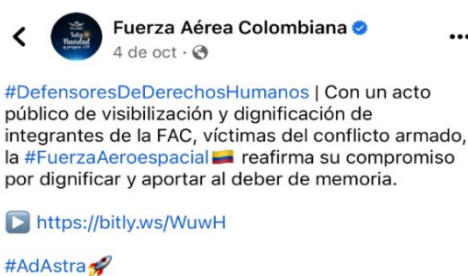 Fuerza Aérea Colombiana
4 de oct
#DefensoresDeDerechosHumanos | Con un acto
público de visibilización y dignificación de
integrantes de la FAC, víctimas del conflicto armado,
la #FuerzaAeroespacial🇨🇴 reafirma su compromiso
por dignificar y aportar al deber de memoria.
▶️ https://bitly.ws/WuwH
#AdAstra🚀